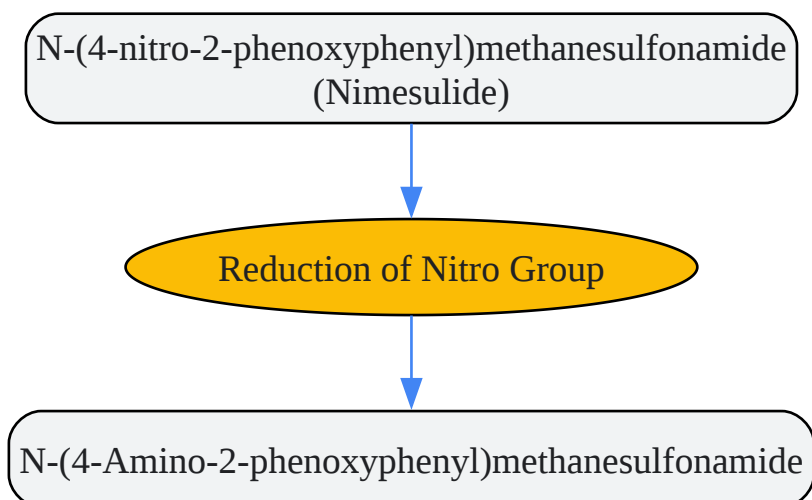 N-(4-nitro-2-phenoxyphenyl)methanesulfonamide
(Nimesulide)
Reduction of Nitro Group
N-(4-Amino-2-phenoxyphenyl)methanesulfonamide